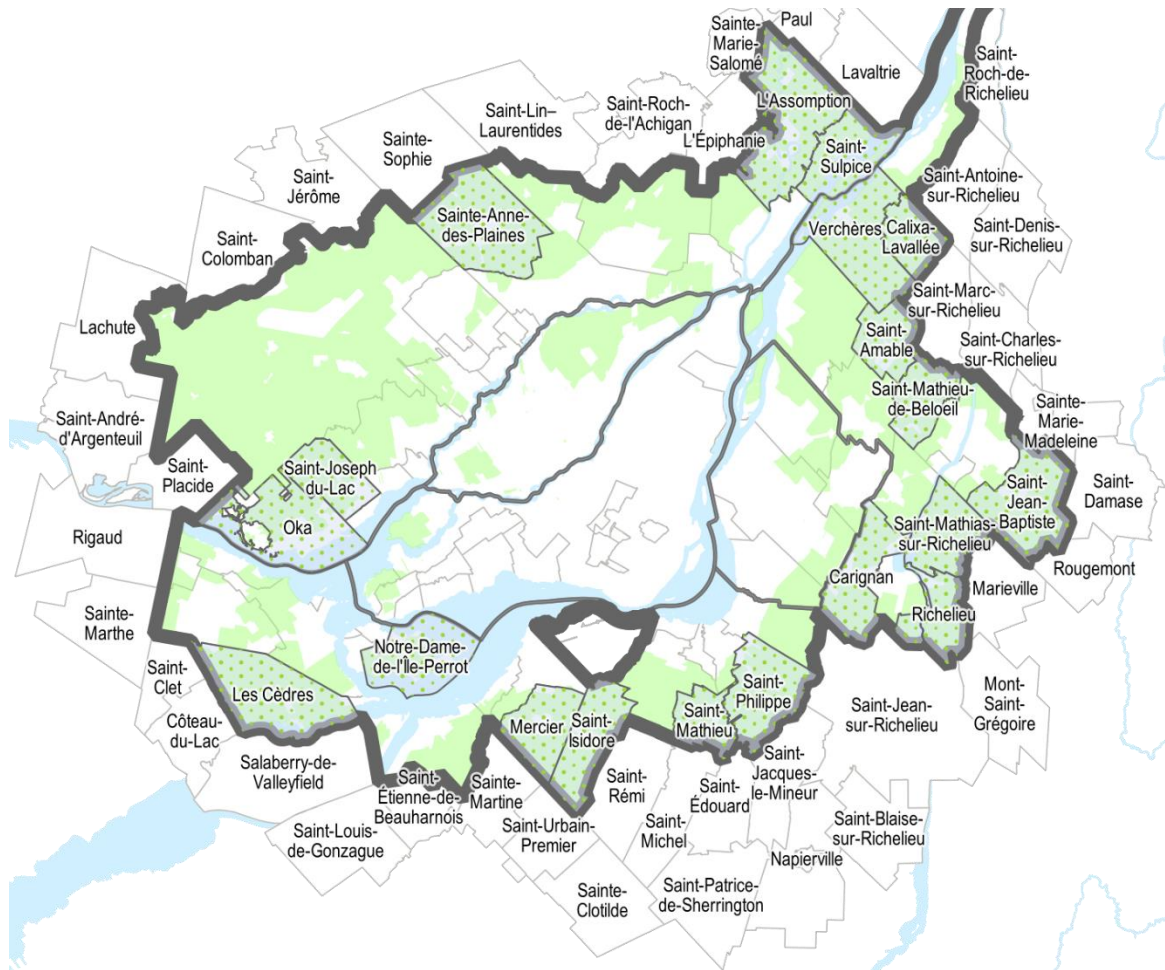 Sainte-
Marie-
Salomé
Paul
Lavaltrie
Saint-
Roch-de-
Richelieu
Saint-Lin–
Laurentides
Saint-Roch-
de-l'Achigan
L'Assomption
L'Épiphanie
Saint-
Sulpice
Sainte-
Sophie
Saint-
Jérôme
Saint-
Colomban
Sainte-Anne-
des-Plaines
Saint-Antoine-
sur-Richelieu
Verchères
Calixa-
Lavallée
Saint-Denis-
sur-Richelieu
Saint-Marc-
sur-Richelieu
Lachute
Saint-
Amable
Saint-Charles-
sur-Richelieu
Saint-Mathieu-
de-Beloeil
Sainte-
Marie-
Madeleine
Saint-André-
d'Argenteuil
Saint-
Placide
Saint-Joseph-
du-Lac
Oka
Saint-
Jean-
Baptiste
Saint-
Damase
Rigaud
Saint-Mathias-
sur-Richelieu
Rougemont
Carignan
Marieville
Richelieu
Sainte-
Marthe
Notre-Dame-
de-l'Île-Perrot
Saint-
Clet
Les Cèdres
Côteau-
du-Lac
Salaberry-de-
Valleyfield
Mercier
Saint-
Isidore
Saint-
Mathieu
Saint-
Philippe
Saint-Jean-
sur-Richelieu
Mont-
Saint-
Grégoire
Saint-
Étienne-de-
Beauharnois
Sainte-
Martine
Saint-
Rémi
Saint-
Édouard
Saint-
Jacques-
le-Mineur
Saint-Louis-
de-Gonzague
Saint-Urbain-
Premier
Saint-
Michel
Saint-Blaise-
sur-Richelieu
Napierville
Sainte-
Clotilde
Saint-Patrice-
de-Sherrington